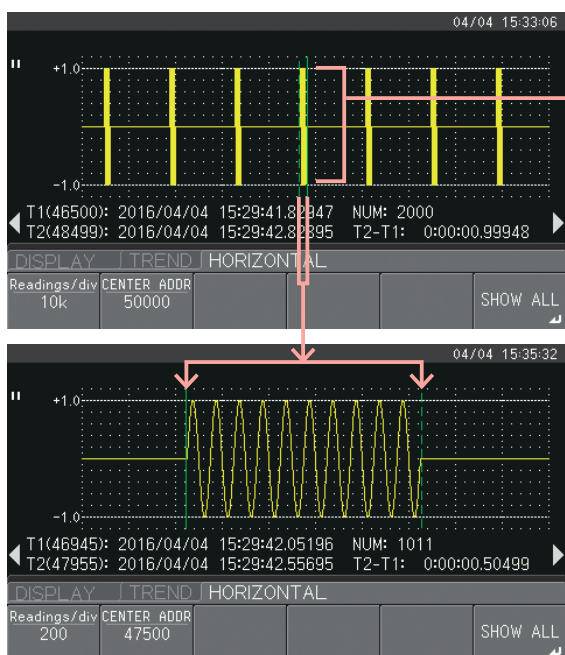 04/04 15:33:06
+1.0
-1.0
T1(46500): 2016/04/04 15:29:41.82947 NUM: 2000
T2(48499): 2016/04/04 15:29:42.82895 T2-T1: 0:00:00.99948
DISPLAY TREND HORIZONTAL
Readings/div CENTER ADDR
10k 50000 SHOW ALL
04/04 15:35:32
+1.0
-1.0
T1(46945): 2016/04/04 15:29:42.05196 NUM: 1011
T2(47955): 2016/04/04 15:29:42.55695 T2-T1: 0:00:00.50499
DISPLAY TREND HORIZONTAL
Readings/div CENTER ADDR
200 47500 SHOW ALL